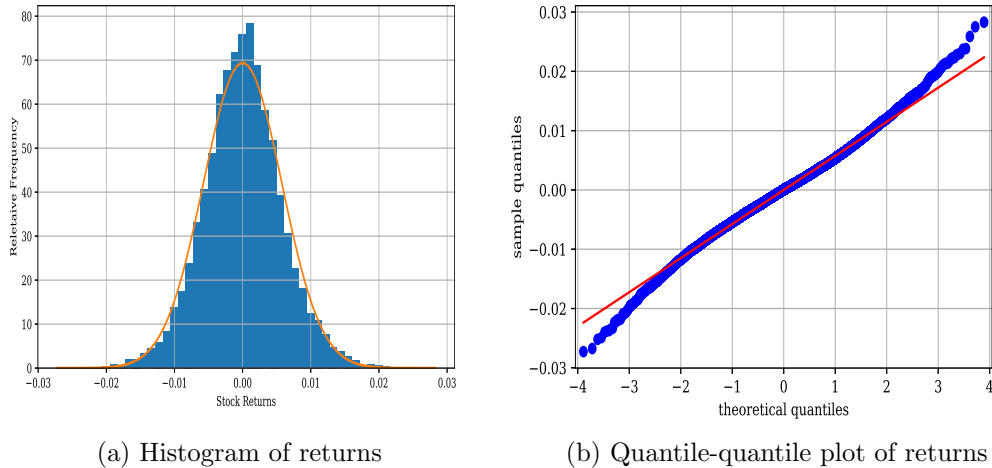 80
70
60
50
40
30
20
10
0
Reletaive Frequency
−0.03 −0.02 −0.01 0.00 0.01 0.02 0.03
Stock Returns
(a) Histogram of returns
0.03
0.02
0.01
0.00
−0.01
−0.02
−0.03
sample quantiles
−4 −3 −2 −1 0 1 2 3 4
theoretical quantiles
(b) Quantile-quantile plot of returns